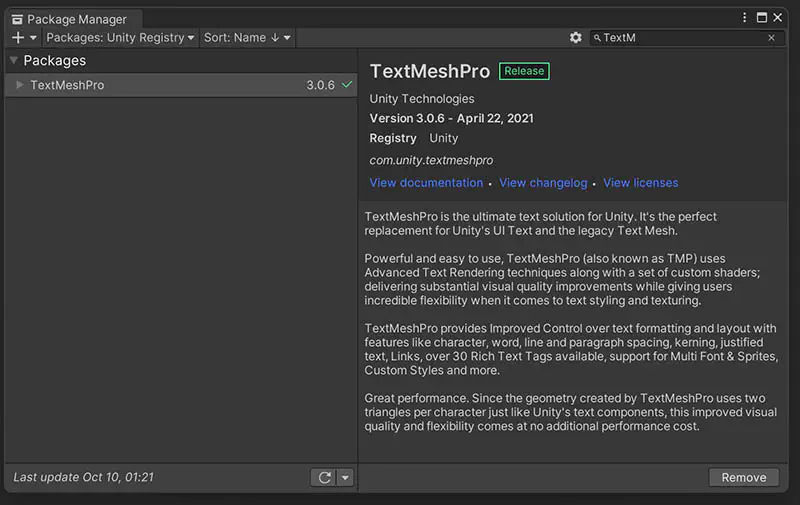 Package Manager
Packages: Unity Registry
Sort: Name ↓
TextM
Packages
TextMeshPro 3.0.6
TextMeshPro Release
Unity Technologies
Version 3.0.6 - April 22, 2021
Registry Unity
com.unity.textmeshpro
View documentation • View changelog • View licenses
TextMeshPro is the ultimate text solution for Unity. It's the perfect
replacement for Unity's UI Text and the legacy Text Mesh.
Powerful and easy to use, TextMeshPro (also known as TMP) uses
Advanced Text Rendering techniques along with a set of custom shaders;
delivering substantial visual quality improvements while giving users
incredible flexibility when it comes to text styling and texturing.
TextMeshPro provides Improved Control over text formatting and layout with
features like character, word, line and paragraph spacing, kerning, justified
text, Links, over 30 Rich Text Tags available, support for Multi Font & Sprites,
Custom Styles and more.
Great performance. Since the geometry created by TextMeshPro uses two
triangles per character just like Unity's text components, this improved visual
quality and flexibility comes at no additional performance cost.
Last update Oct 10, 01:21
Remove